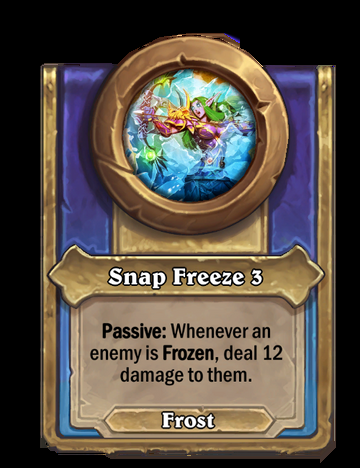 Snap Freeze 3
Passive: Whenever an
enemy is Frozen, deal 12
damage to them.
Frost